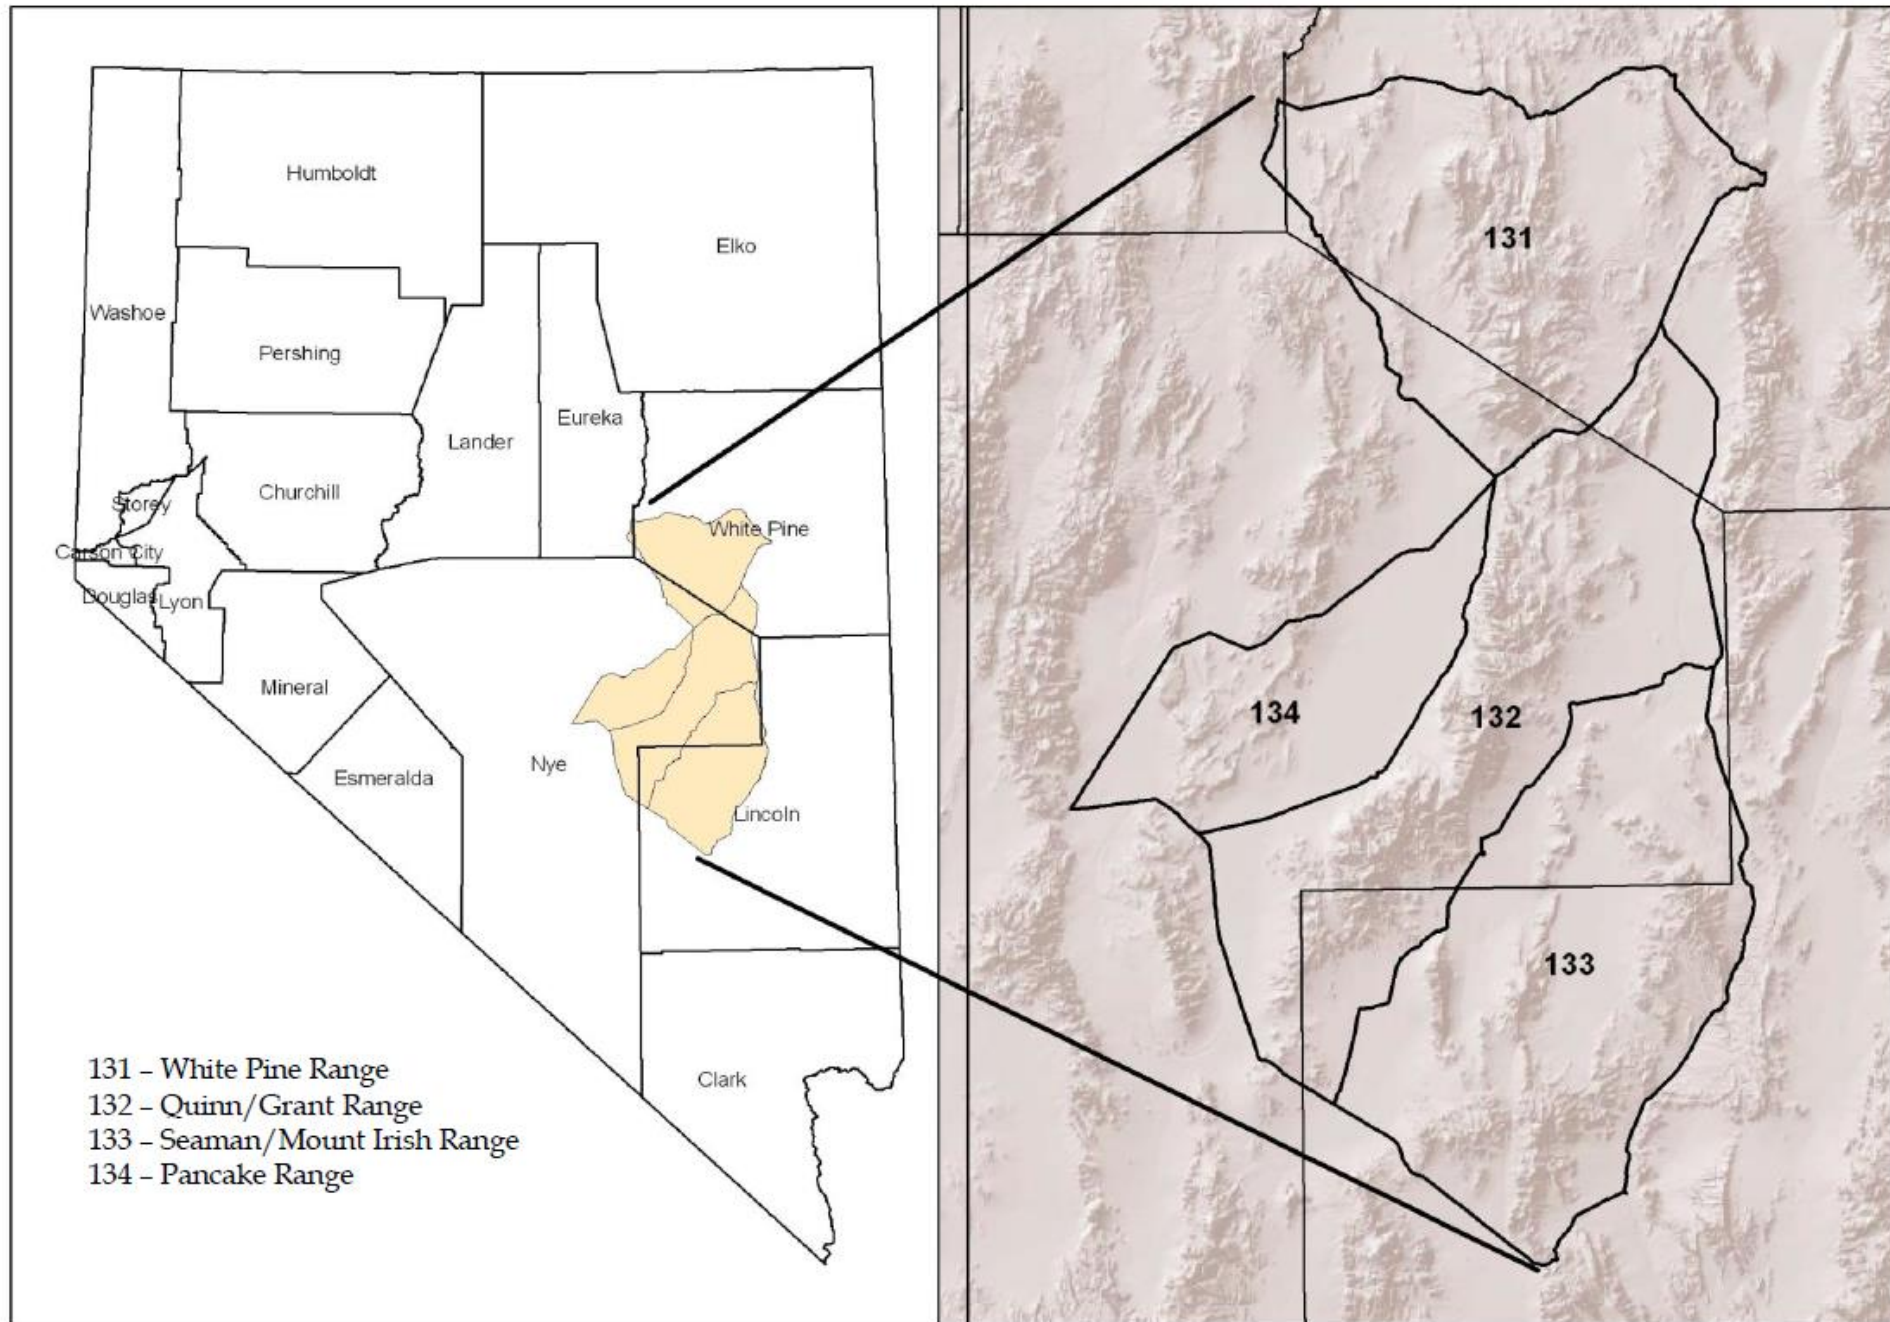 Humboldt
Elko
Washoe
Pershing
Eureka
Lander
Churchill
Storey
White Pine
Carson City
Douglas
Lyon
Mineral
Nye
Esmeralda
Lincoln
Clark
131 – White Pine Range
132 – Quinn/Grant Range
133 – Seaman/Mount Irish Range
134 – Pancake Range
131
134
132
133